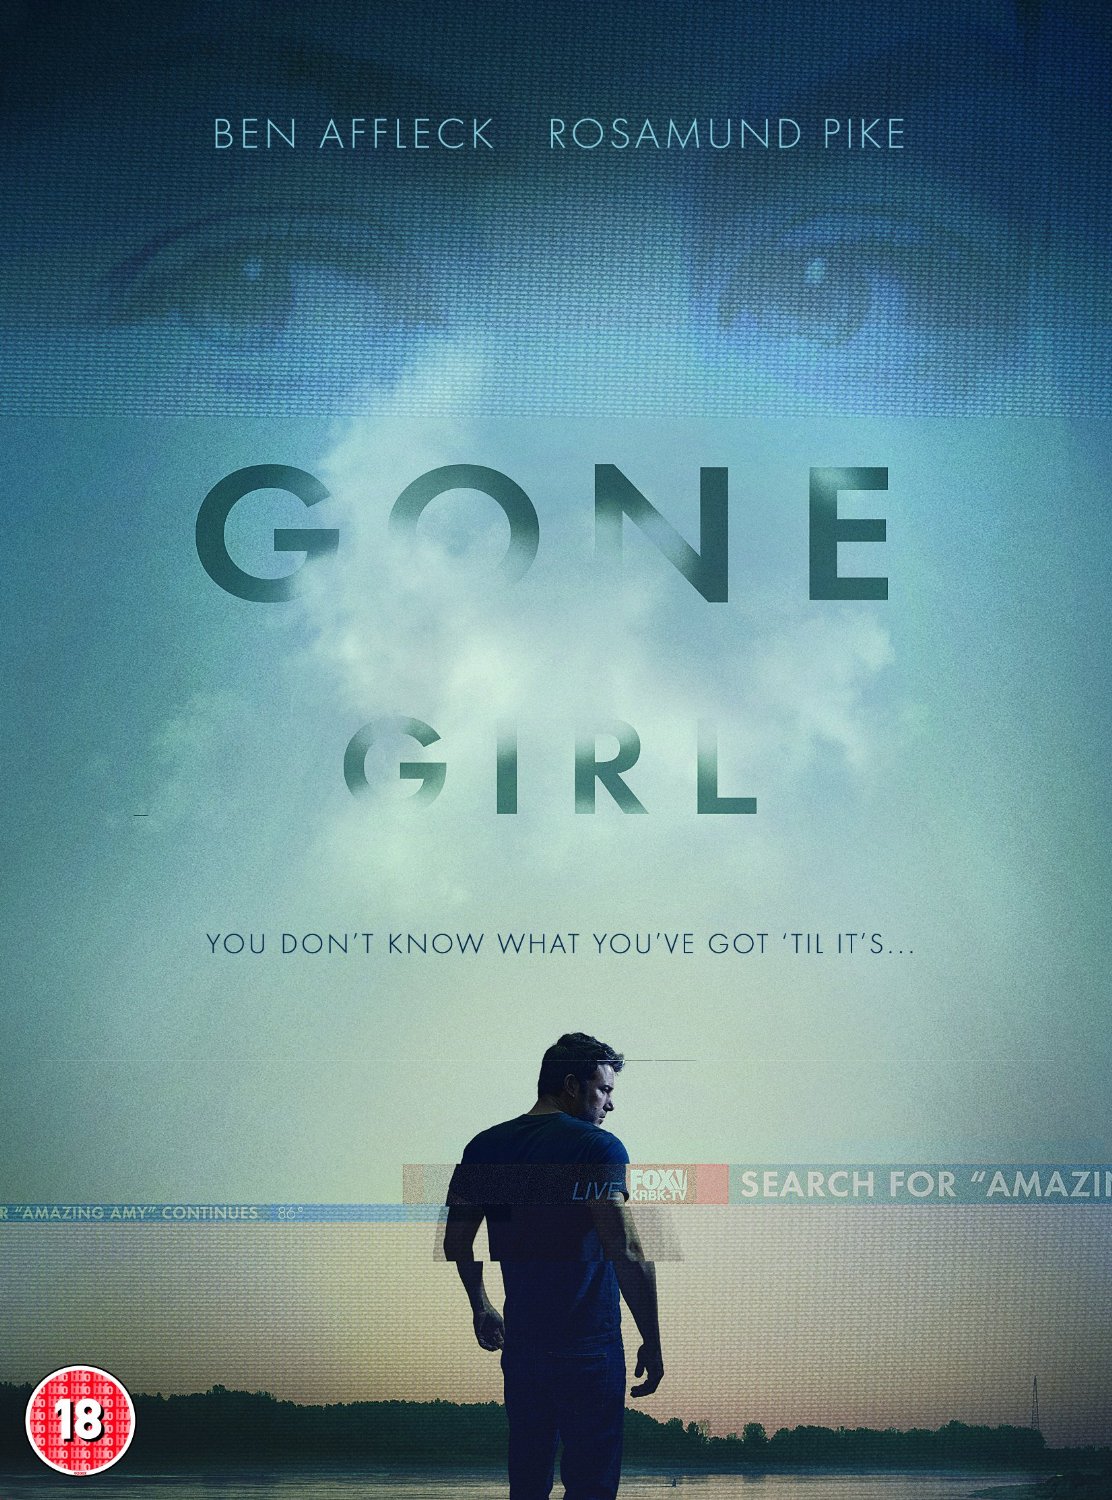 BEN AFFLECK ROSAMUND PIKE
GONE
GIRL
YOU DON'T KNOW WHAT YOU'VE GOT 'TIL IT'S...
LIVE FOX KRBK-TV SEARCH FOR “AMAZIN
R “AMAZING AMY” CONTINUES 86°
18